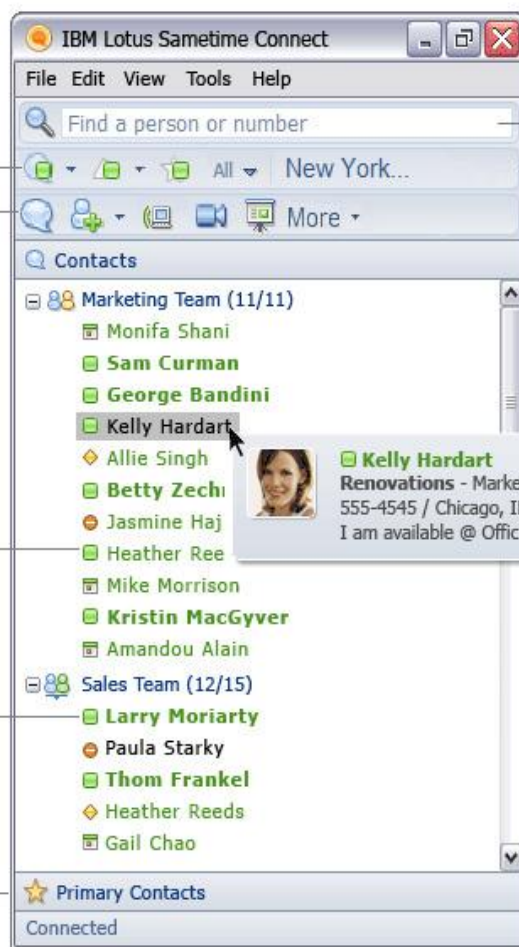 IBM Lotus Sametime Connect
File Edit View Tools Help
Find a person or number
All New York...
More
Contacts
Marketing Team (11/11)
Monifa Shani
Sam Curman
George Bandini
Kelly Hardart
Allie Singh
Kelly Hardart
Renovations - Marke
555-4545 / Chicago, I
I am available @ Offic
Betty Zech
Jasmine Haj
Heather Ree
Mike Morrison
Kristin MacGyver
Amandou Alain
Sales Team (12/15)
Larry Moriarty
Paula Starky
Thom Frankel
Heather Reeds
Gail Chao
Primary Contacts
Connected